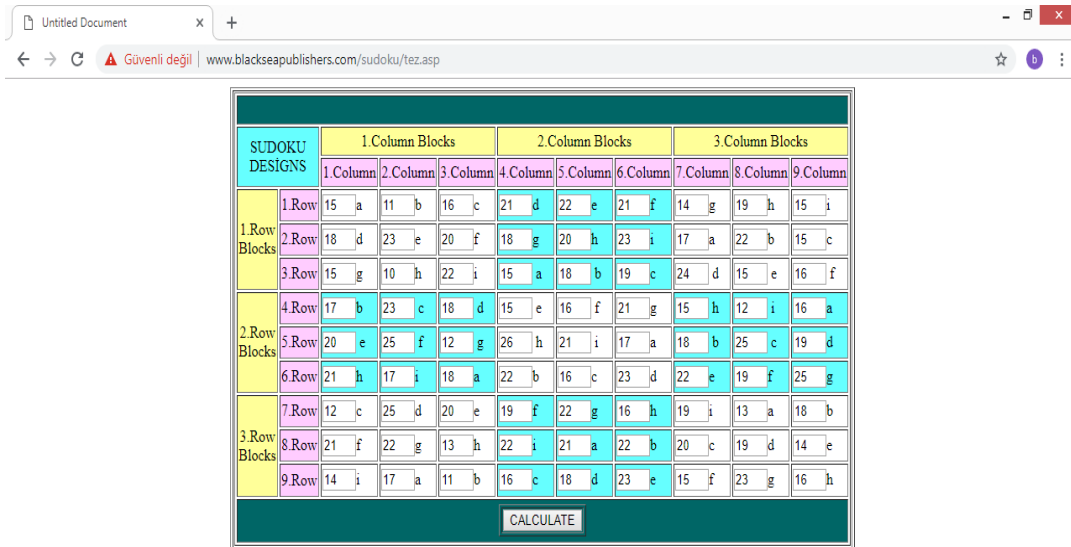 Untitled Document
Güvenli değil | www.blackseapublishers.com/sudoku/tez.asp
b
SUDOKU DESİGNS 1.Column Blocks 2.Column Blocks 3.Column Blocks
1.Column 2.Column 3.Column 4.Column 5.Column 6.Column 7.Column 8.Column 9.Column
1.Row Blocks
1.Row 15 a 11 b 16 c 21 d 22 e 21 f 14 g 19 h 15 i
2.Row 18 d 23 e 20 f 18 g 20 h 23 i 17 a 22 b 15 c
3.Row 15 g 10 h 22 i 15 a 18 b 19 c 24 d 15 e 16 f
2.Row Blocks
4.Row 17 b 23 c 18 d 15 e 16 f 21 g 15 h 12 i 16 a
5.Row 20 e 25 f 12 g 26 h 21 i 17 a 18 b 25 c 19 d
6.Row 21 h 17 i 18 a 22 b 16 c 23 d 22 e 19 f 25 g
3.Row Blocks
7.Row 12 c 25 d 20 e 19 f 22 g 16 h 19 i 13 a 18 b
8.Row 21 f 22 g 13 h 22 i 21 a 22 b 20 c 19 d 14 e
9.Row 14 i 17 a 11 b 16 c 18 d 23 e 15 f 23 g 16 h
CALCULATE